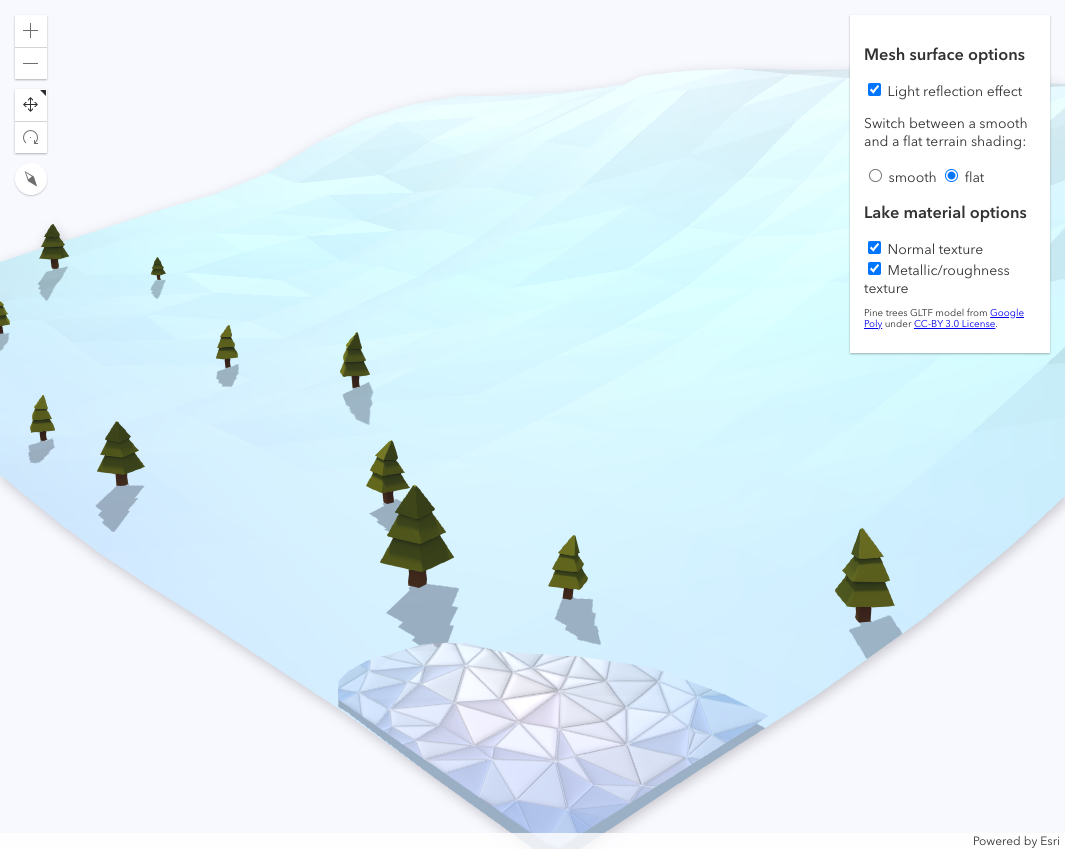 Mesh surface options
Light reflection effect
Switch between a smooth
and a flat terrain shading:
smooth flat
Lake material options
Normal texture
Metallic/roughness
texture
Pine trees GLTF model from Google
Poly under CC-BY 3.0 License.
Powered by Esri